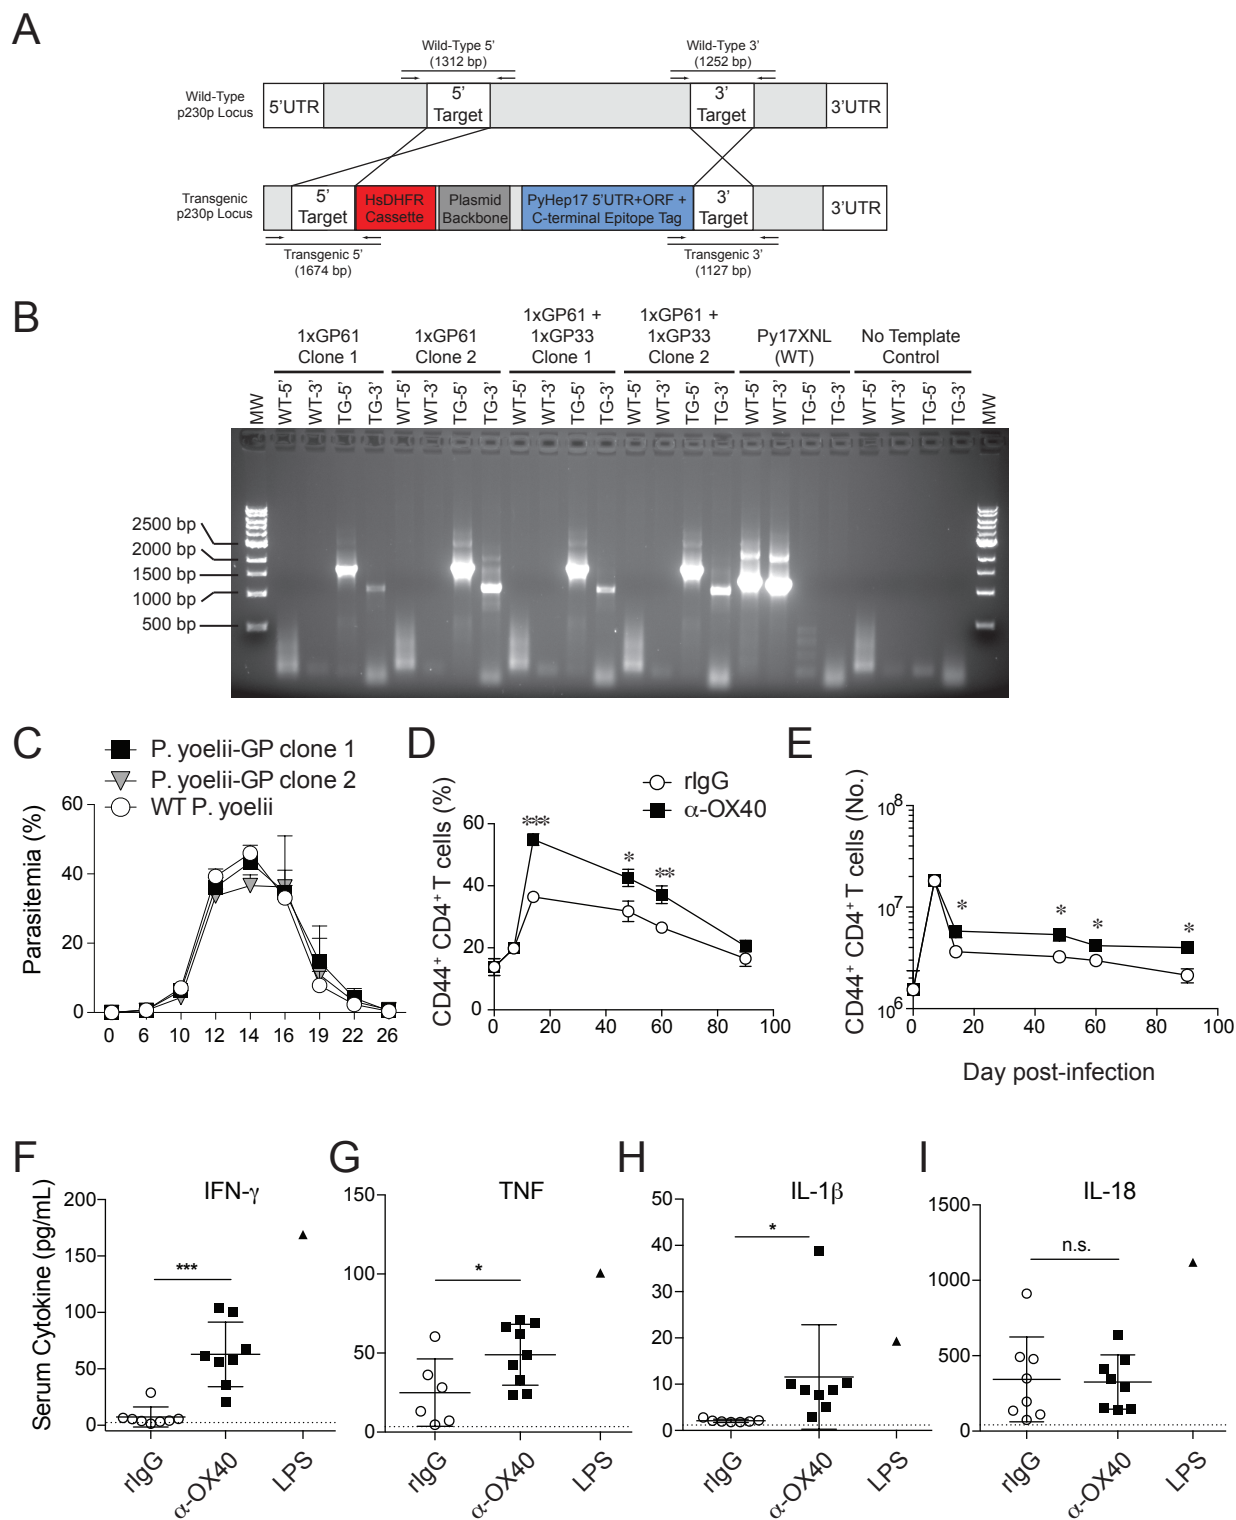 A
Wild-Type 5’
(1312 bp)
Wild-Type 3’
(1252 bp)
Wild-Type
p230p Locus
5’UTR
5’
Target
3’
Target
3’UTR
Transgenic
p230p Locus
5’
Target
HsDHFR
Cassette
Plasmid
Backbone
PyHep17 5’UTR+ORF +
C-terminal Epitope Tag
3’
Target
3’UTR
Transgenic 5’
(1674 bp)
Transgenic 3’
(1127 bp)
B
1xGP61
Clone 1
1xGP61
Clone 2
1xGP61 +
1xGP33
Clone 1
1xGP61 +
1xGP33
Clone 2
Py17XNL
(WT)
No Template
Control
MW
WT-5’
WT-3’
TG-5’
TG-3’
WT-5’
WT-3’
TG-5’
TG-3’
WT-5’
WT-3’
TG-5’
TG-3’
WT-5’
WT-3’
TG-5’
TG-3’
WT-5’
WT-3’
TG-5’
TG-3’
WT-5’
WT-3’
TG-5’
TG-3’
MW
2500 bp
2000 bp
1500 bp
1000 bp
500 bp
C
P. yoelii-GP clone 1
P. yoelii-GP clone 2
WT P. yoelii
Parasitemia (%)
60
40
20
0
0 6 10 12 14 16 19 22 26
D
rIgG
α-OX40
CD44⁺ CD4⁺ T cells (%)
60
40
20
0
*** * **
0 20 40 60 80 100
E
CD44⁺ CD4⁺ T cells (No.)
10⁸
10⁷
10⁶
* * * *
0 20 40 60 80 100
Day post-infection
F
IFN-γ
Serum Cytokine (pg/mL)
200
150
100
50
0
***
rIgG
α-OX40
LPS
G
TNF
150
100
50
0
*
rIgG
α-OX40
LPS
H
IL-1β
50
40
30
20
10
0
*
rIgG
α-OX40
LPS
I
IL-18
1500
1000
500
0
n.s.
rIgG
α-OX40
LPS